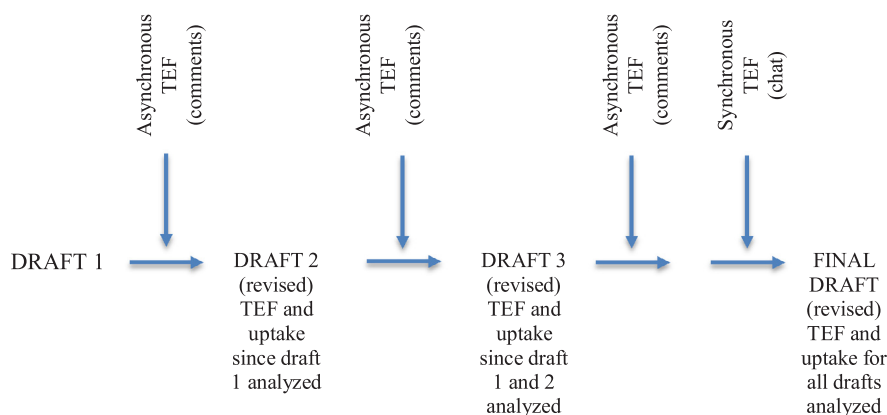 Asynchronous
TEF
(comments)
Asynchronous
TEF
(comments)
Asynchronous
TEF
(comments)
Synchronous
TEF
(chat)
DRAFT 1
DRAFT 2
(revised)
TEF and
uptake
since draft
1 analyzed
DRAFT 3
(revised)
TEF and
uptake
since draft
1 and 2
analyzed
FINAL
DRAFT
(revised)
TEF and
uptake for
all drafts
analyzed